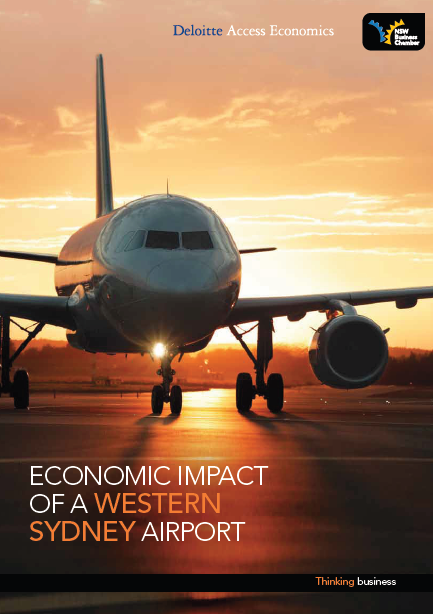 Deloitte Access Economics
NSW
Business
Chamber
ECONOMIC IMPACT
OF A WESTERN
SYDNEY AIRPORT
Thinking business